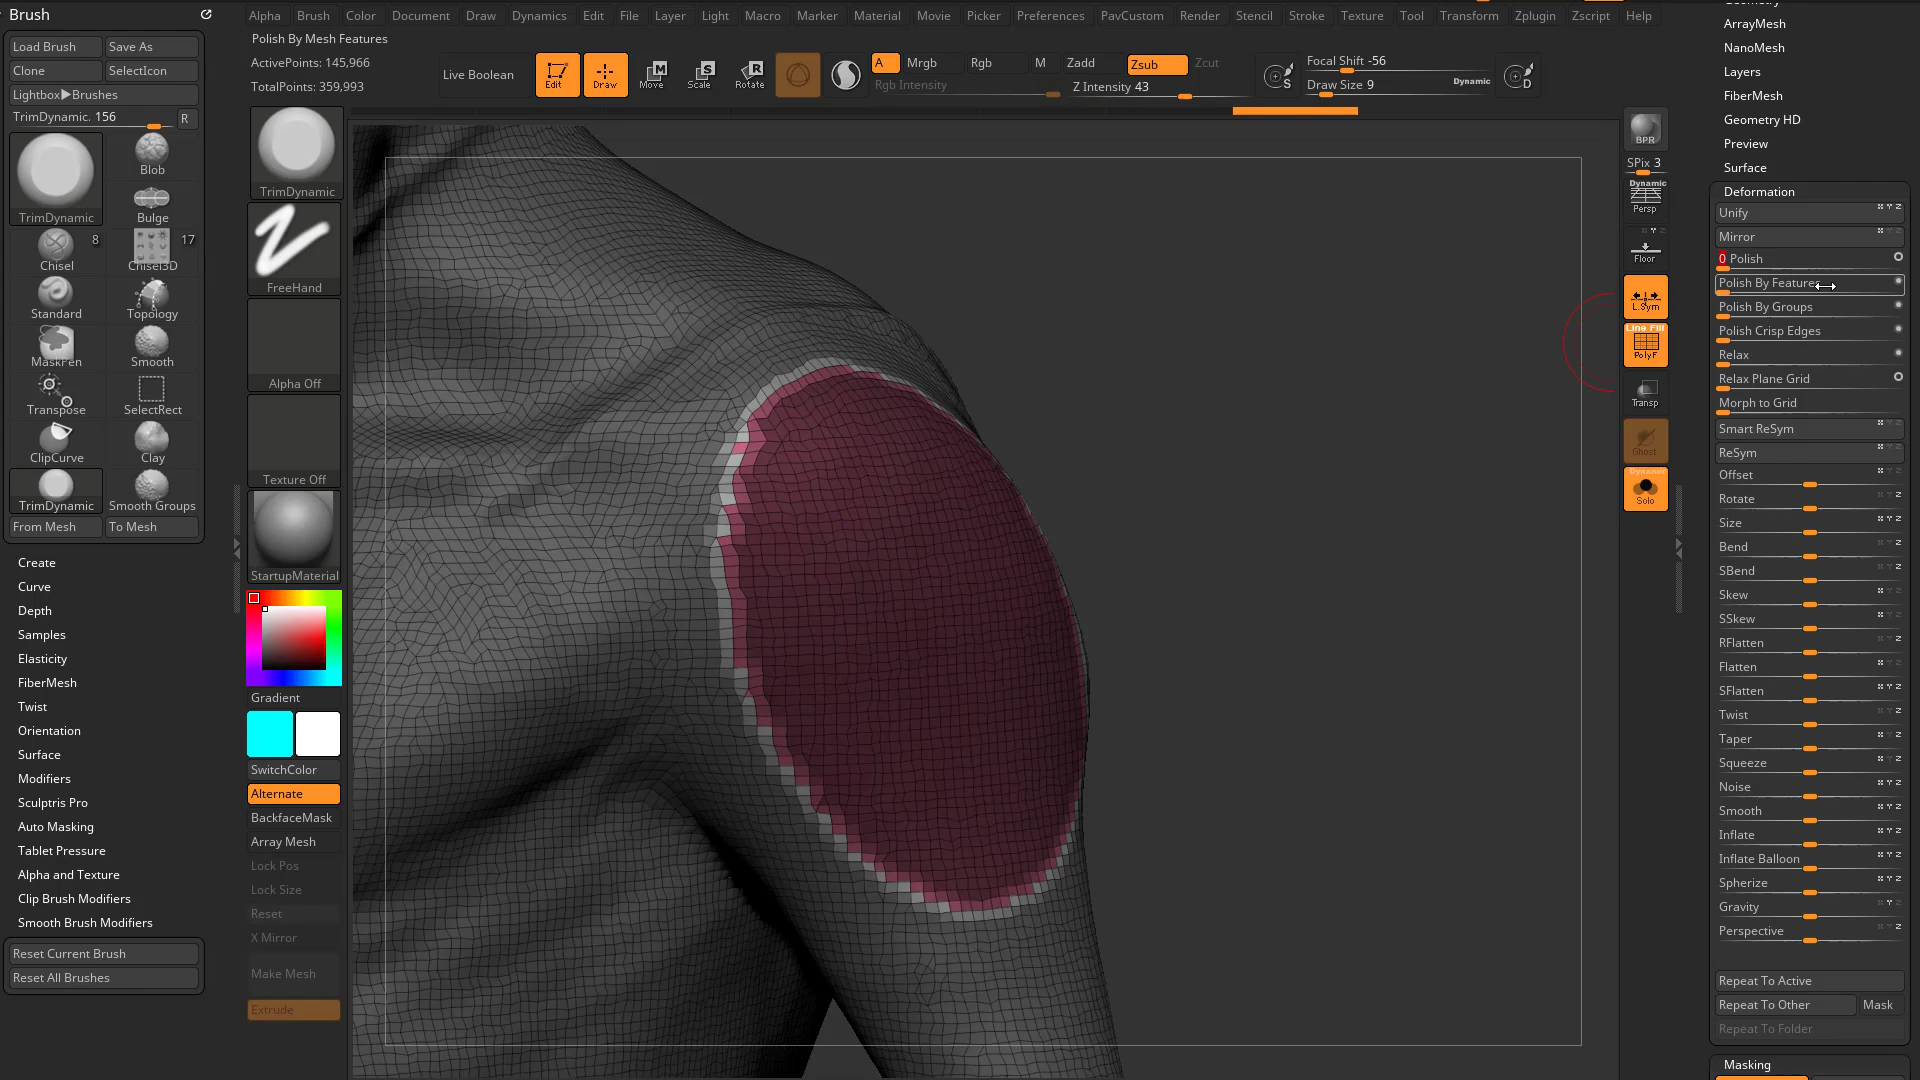 Brush
Load Brush Save As
Clone SelectIcon
Lightbox▶Brushes
TrimDynamic. 156 R
TrimDynamic
Blob
Bulge
Chisel 8
Chisel3D 17
Standard Topology
MaskPen Smooth
Transpose SelectRect
ClipCurve Clay
TrimDynamic Smooth Groups
From Mesh To Mesh
Create
Curve
Depth
Samples
Elasticity
FiberMesh
Twist
Orientation
Surface
Modifiers
Sculptris Pro
Auto Masking
Tablet Pressure
Alpha and Texture
Clip Brush Modifiers
Smooth Brush Modifiers
Reset Current Brush
Reset All Brushes
Alpha Brush Color Document Draw Dynamics Edit File Layer Light Macro Marker Material Movie Picker Preferences PavCustom Render Stencil Stroke Texture Tool Transform Zplugin Zscript Help
Polish By Mesh Features
ActivePoints: 145,966
TotalPoints: 359,993
Live Boolean
Edit Draw Move Scale Rotate
A Mrgb Rgb M Zadd Zsub Zcut
Rgb Intensity Z Intensity 43
Focal Shift -56
Draw Size 9 Dynamic
S D
TrimDynamic
FreeHand
Alpha Off
Texture Off
StartupMaterial
Gradient
SwitchColor
Alternate
BackfaceMask
Array Mesh
Lock Pos
Lock Size
Reset
X Mirror
Make Mesh
Extrude
BPR
SPix 3
Dynamic
Persp
Floor
L.Sym
Line Fill
PolyF
Transp
Ghost
Dynamic
Solo
ArrayMesh
NanoMesh
Layers
FiberMesh
Geometry HD
Preview
Surface
Deformation
Unify
Mirror
0 Polish
Polish By Features
Polish By Groups
Polish Crisp Edges
Relax
Relax Plane Grid
Morph to Grid
Smart ReSym
ReSym
Offset
Rotate
Size
Bend
SBend
Skew
SSkew
RFlatten
Flatten
SFlatten
Twist
Taper
Squeeze
Noise
Smooth
Inflate
Inflate Balloon
Spherize
Gravity
Perspective
Repeat To Active
Repeat To Other Mask
Repeat To Folder
Masking